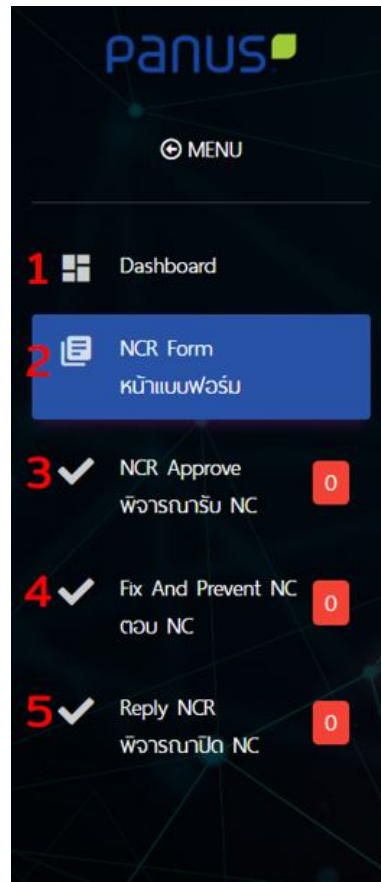 Panus
MENU
1 Dashboard
2 NCR Form
หน้าแบบฟอร์ม
3 NCR Approve
พิจารณารับ NC
0
4 Fix And Prevent NC
ตอบ NC
0
5 Reply NCR
พิจารณาปิด NC
0